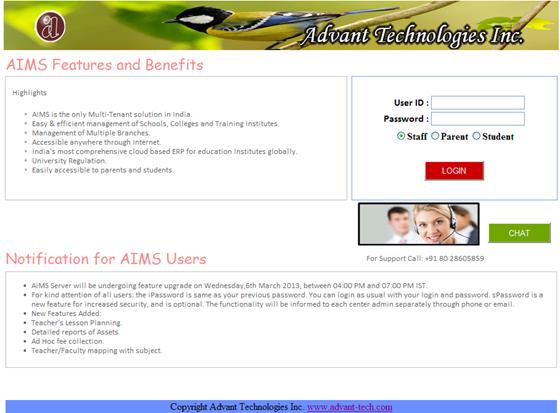 a
Advant Technologies Inc.
AIMS Features and Benefits
Highlights
AIMS is the only Multi-Tenant solution in India.
Easy & efficient management of Schools, Colleges and Training Institutes.
Management of Multiple Branches.
Accessible anywhere through Internet.
India's most comprehensive cloud based ERP for education Institutes globally.
University Regulation.
Easily accessible to parents and students.
User ID :
Password :
Staff Parent Student
LOGIN
CHAT
For Support Call: +91 80 28605859
Notification for AIMS Users
AiMS Server will be undergoing feature upgrade on Wednesday,6th March 2013, between 04:00 PM and 07:00 PM IST.
For kind attention of all users: the iPassword is same as your previous password. You can login as usual with your login and password. sPassword is a
new feature for increased security, and is optional. The functionality will be informed to each center admin separately through phone or email.
New Features Added:
Teacher's Lesson Planning.
Detailed reports of Assets.
Ad Hoc fee collection.
Teacher/Faculty mapping with subject.
Copyright Advant Technologies Inc. www.advant-tech.com